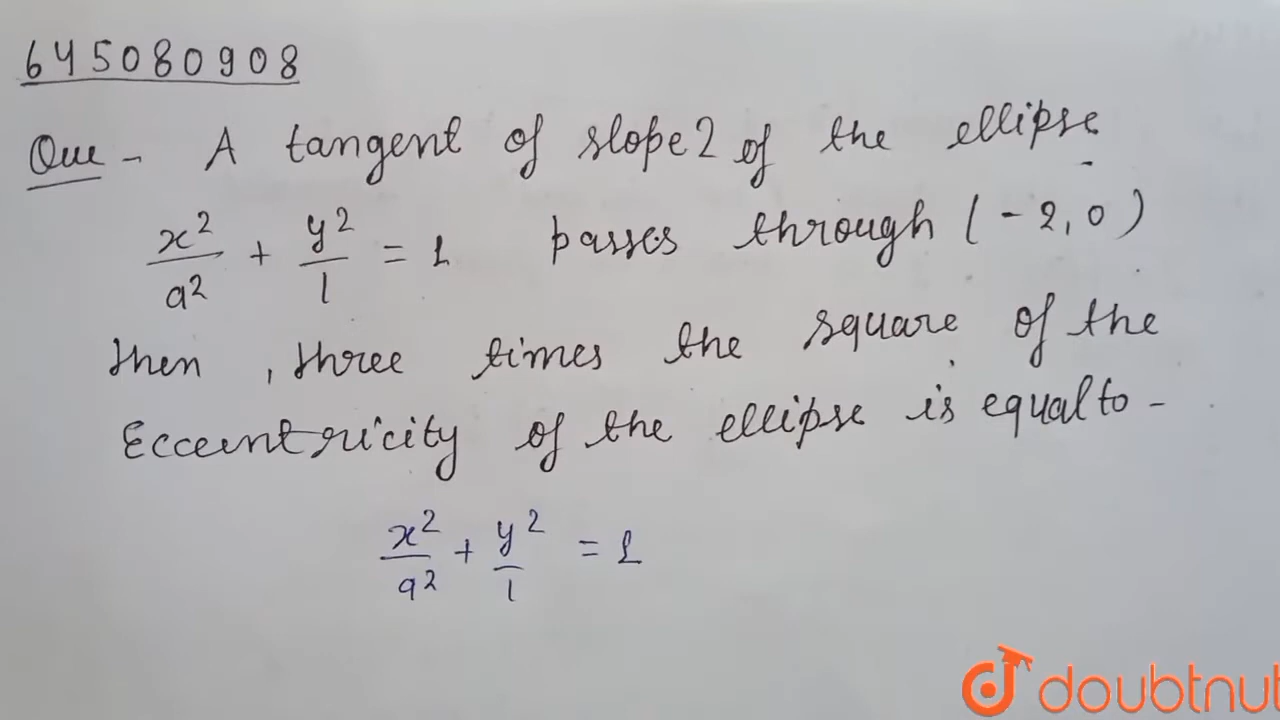 645080908
Que - A tangent of slope 2 of the ellipse
x²/a² + y²/1 = 1 passes through (-2,0)
then, three times the square of the
Eccentricity of the ellipse is equal to -
x²/a² + y²/1 = 1
doubtnut